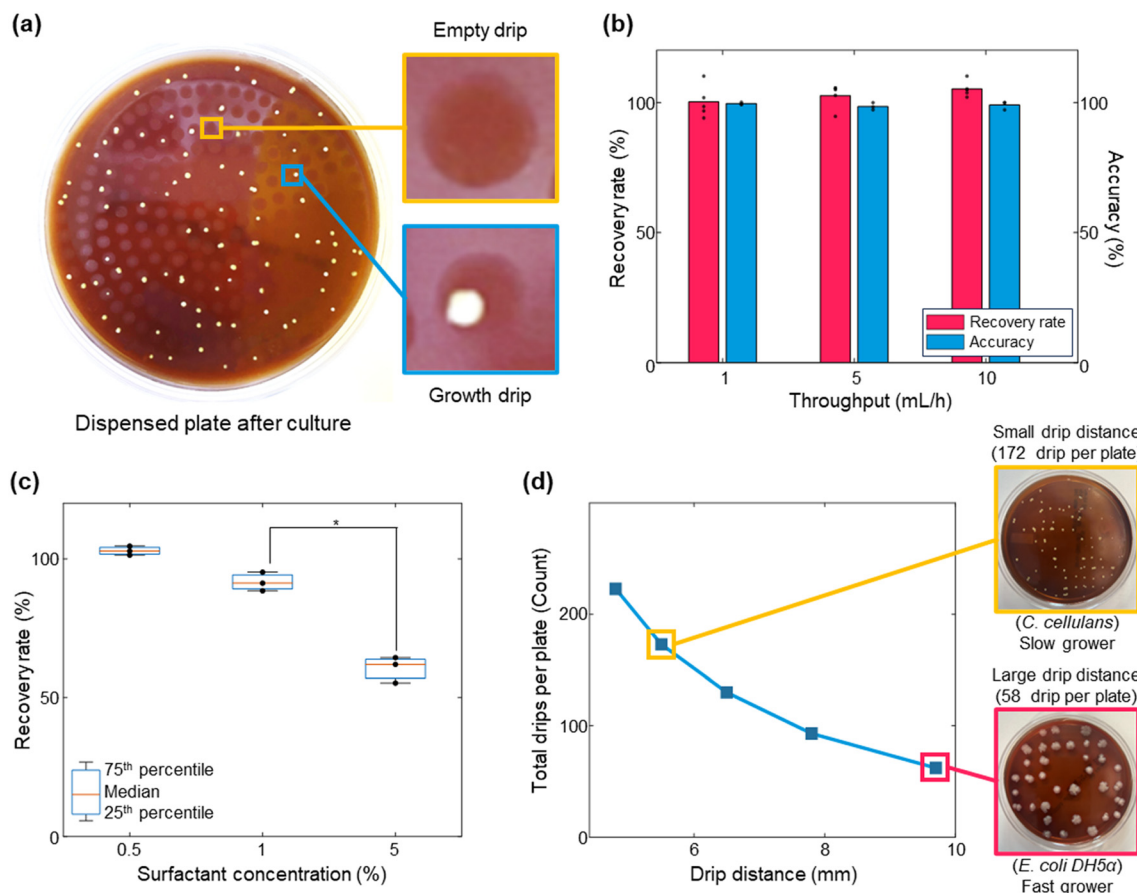 (a)
Empty drip
Growth drip
Dispensed plate after culture
(b)
Recovery rate (%)
100
50
0
100
50
0
Accuracy (%)
Recovery rate
Accuracy
1
5
10
Throughput (mL/h)
(c)
Recovery rate (%)
100
50
0
*
75th percentile
Median
25th percentile
0.5
1
5
Surfactant concentration (%)
(d)
Total drips per plate (Count)
200
100
0
6
8
10
Drip distance (mm)
Small drip distance
(172 drip per plate)
(C. cellulans)
Slow grower
Large drip distance
(58 drip per plate)
(E. coli DH5α)
Fast grower